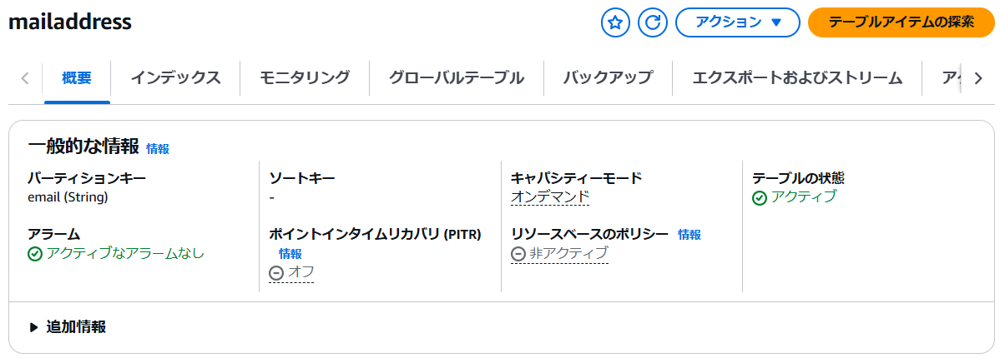 mailaddress
アクション
テーブルアイテムの探索
概要
インデックス
モニタリング
グローバルテーブル
バックアップ
エクスポートおよびストリーム
一般的な情報 情報
パーティションキー
email (String)
ソートキー
-
キャパシティーモード
オンデマンド
テーブルの状態
アクティブ
アラーム
アクティブなアラームなし
ポイントインタイムリカバリ (PITR)
情報
オフ
リソースベースのポリシー 情報
非アクティブ
追加情報